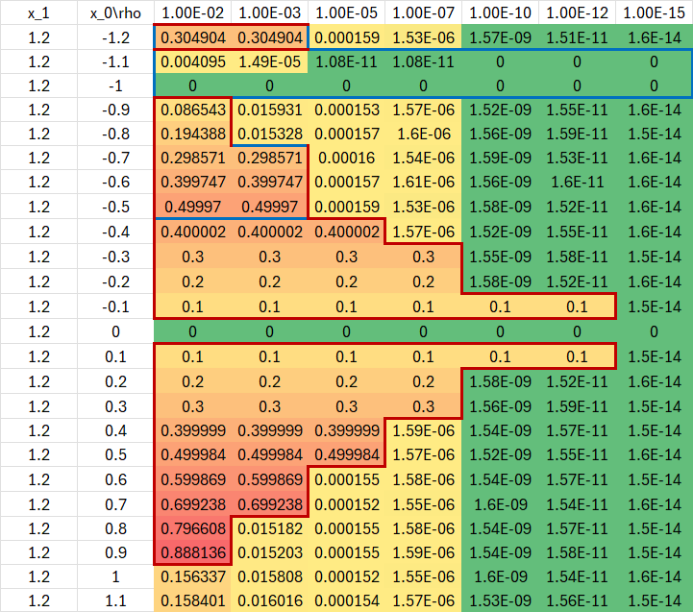 x_1 x_0\rho 1.00E-02 1.00E-03 1.00E-05 1.00E-07 1.00E-10 1.00E-12 1.00E-15
1.2 -1.2 0.304904 0.304904 0.000159 1.53E-06 1.57E-09 1.51E-11 1.6E-14
1.2 -1.1 0.004095 1.49E-05 1.08E-11 1.08E-11 0 0 0
1.2 -1 0 0 0 0 0 0 0
1.2 -0.9 0.086543 0.015931 0.000153 1.57E-06 1.52E-09 1.55E-11 1.6E-14
1.2 -0.8 0.194388 0.015328 0.000157 1.6E-06 1.56E-09 1.59E-11 1.5E-14
1.2 -0.7 0.298571 0.298571 0.00016 1.54E-06 1.59E-09 1.53E-11 1.6E-14
1.2 -0.6 0.399747 0.399747 0.000157 1.61E-06 1.56E-09 1.6E-11 1.6E-14
1.2 -0.5 0.49997 0.49997 0.000159 1.53E-06 1.58E-09 1.52E-11 1.6E-14
1.2 -0.4 0.400002 0.400002 0.400002 1.57E-06 1.52E-09 1.55E-11 1.6E-14
1.2 -0.3 0.3 0.3 0.3 0.3 1.55E-09 1.58E-11 1.5E-14
1.2 -0.2 0.2 0.2 0.2 0.2 1.58E-09 1.52E-11 1.6E-14
1.2 -0.1 0.1 0.1 0.1 0.1 0.1 0.1 1.5E-14
1.2 0 0 0 0 0 0 0 0
1.2 0.1 0.1 0.1 0.1 0.1 0.1 0.1 1.5E-14
1.2 0.2 0.2 0.2 0.2 0.2 1.58E-09 1.52E-11 1.6E-14
1.2 0.3 0.3 0.3 0.3 0.3 1.56E-09 1.59E-11 1.5E-14
1.2 0.4 0.399999 0.399999 0.399999 1.59E-06 1.54E-09 1.57E-11 1.5E-14
1.2 0.5 0.499984 0.499984 0.499984 1.57E-06 1.52E-09 1.55E-11 1.6E-14
1.2 0.6 0.599869 0.599869 0.000155 1.58E-06 1.54E-09 1.57E-11 1.5E-14
1.2 0.7 0.699238 0.699238 0.000152 1.55E-06 1.6E-09 1.54E-11 1.6E-14
1.2 0.8 0.796608 0.015182 0.000155 1.58E-06 1.54E-09 1.57E-11 1.5E-14
1.2 0.9 0.888136 0.015203 0.000155 1.59E-06 1.54E-09 1.58E-11 1.5E-14
1.2 1 0.156337 0.015808 0.000152 1.55E-06 1.6E-09 1.54E-11 1.6E-14
1.2 1.1 0.158401 0.016016 0.000154 1.57E-06 1.53E-09 1.56E-11 1.5E-14